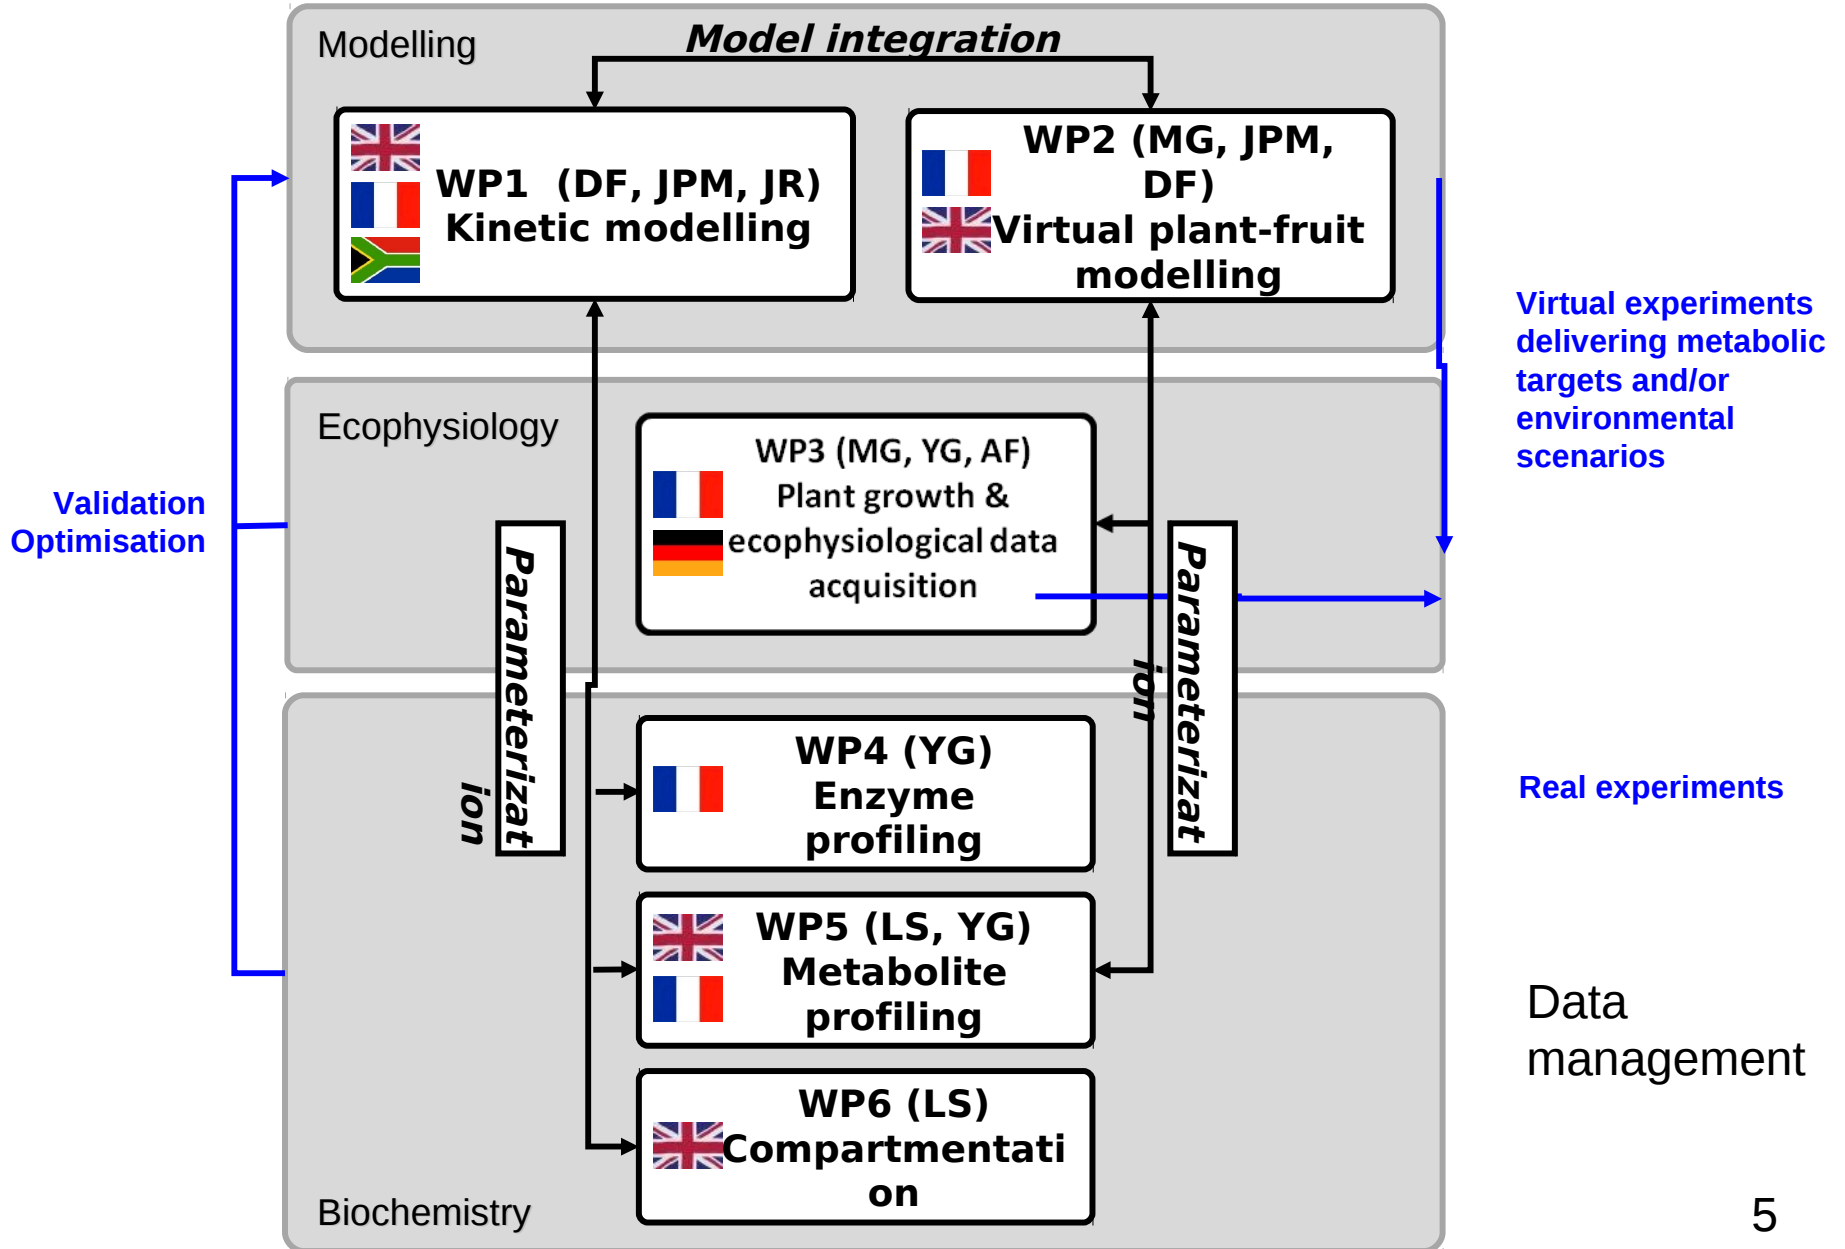 Modelling
Model integration
WP1  (DF, JPM, JR)
Kinetic modelling
WP2 (MG, JPM,
DF)
Virtual plant-fruit
modelling
Virtual experiments
delivering metabolic
targets and/or
environmental
scenarios
Ecophysiology
WP3 (MG, YG, AF)
Plant growth &
ecophysiological data
acquisition
Validation
Optimisation
Parameterizat
ion
Parameterizat
ion
WP4 (YG)
Enzyme
profiling
Real experiments
WP5 (LS, YG)
Metabolite
profiling
Data
management
WP6 (LS)
Compartmentati
on
Biochemistry
5